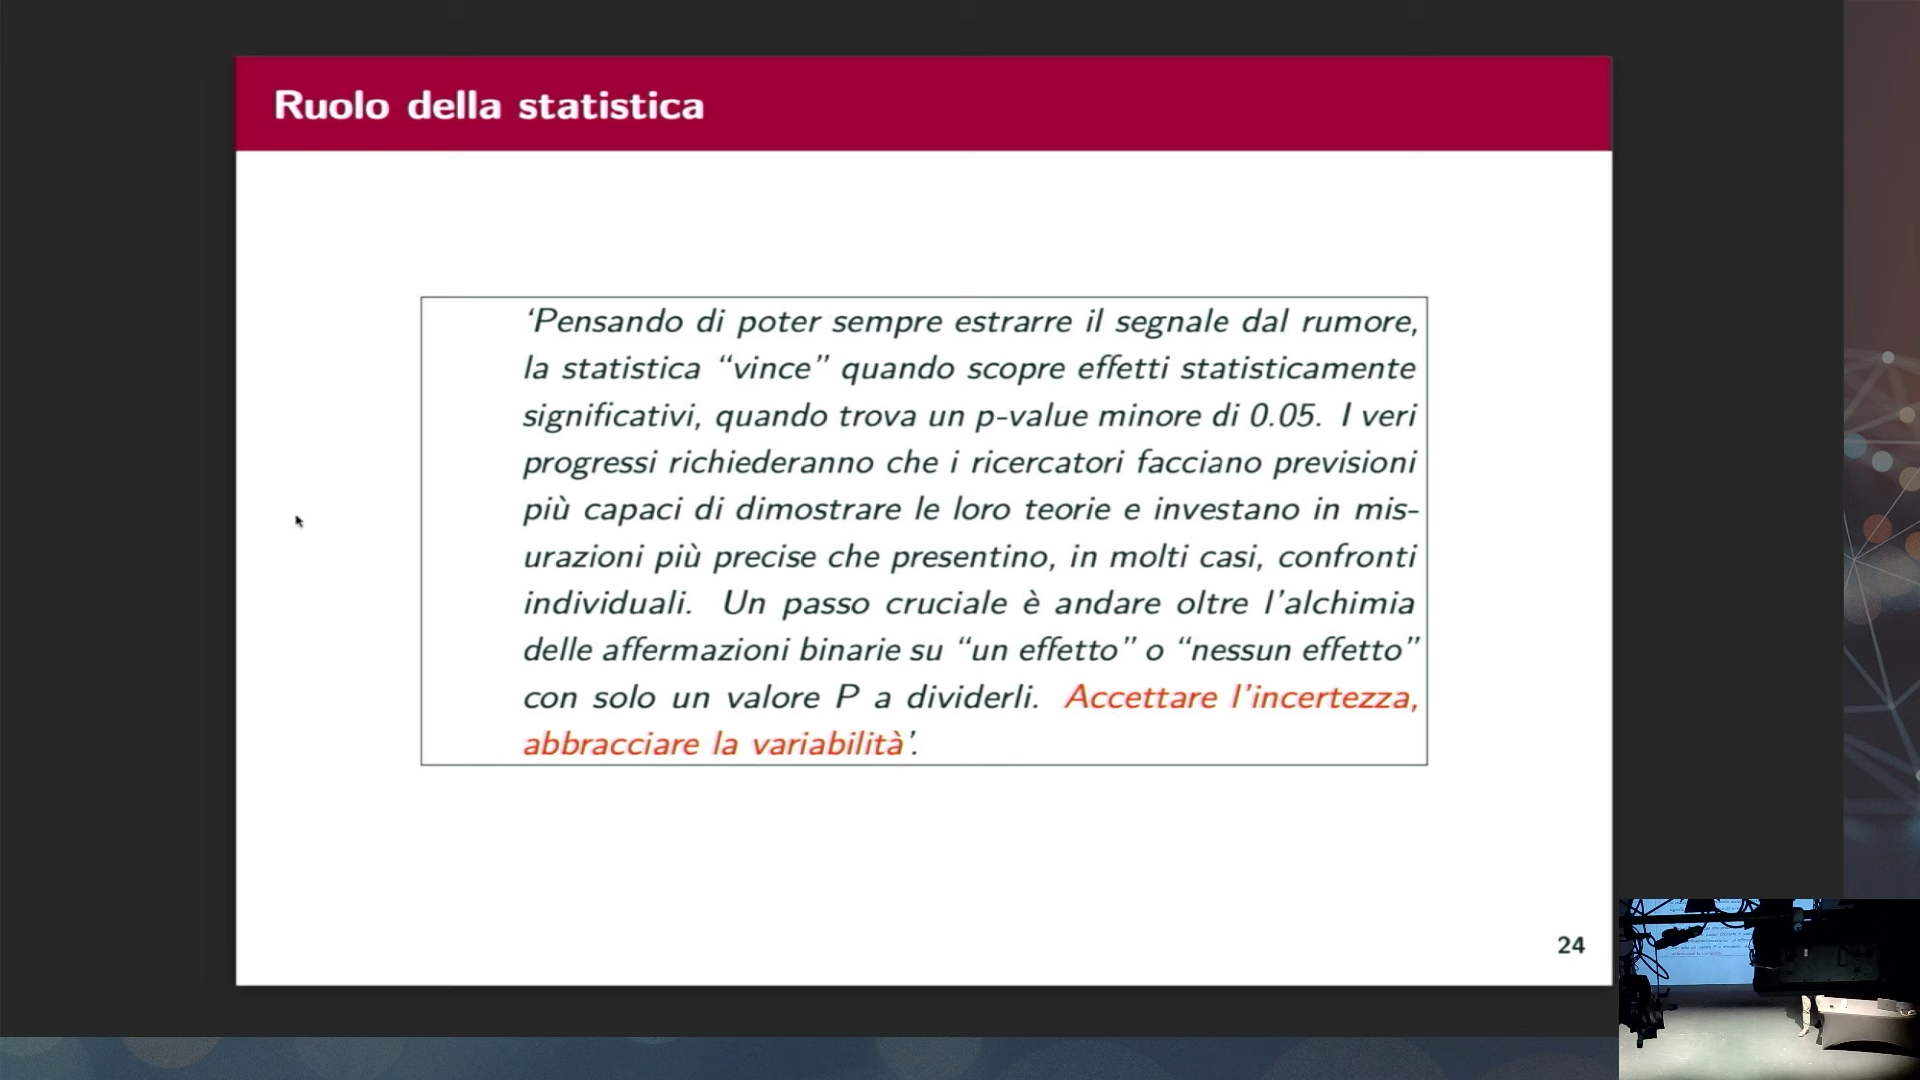 Ruolo della statistica
‘Pensando di poter sempre estrarre il segnale dal rumore,
la statistica “vince” quando scopre effetti statisticamente
significativi, quando trova un p-value minore di 0.05. I veri
progressi richiederanno che i ricercatori facciano previsioni
più capaci di dimostrare le loro teorie e investano in mis-
urazioni più precise che presentino, in molti casi, confronti
individuali. Un passo cruciale è andare oltre l’alchimia
delle affermazioni binarie su “un effetto” o “nessun effetto”
con solo un valore P a dividerli. Accettare l’incertezza,
abbracciare la variabilità’.
24